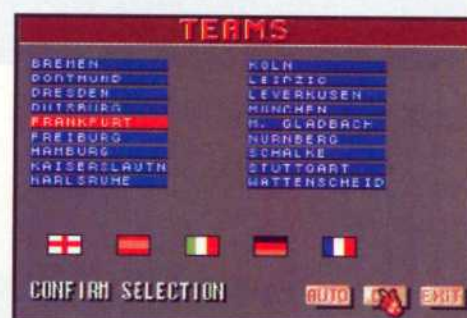 TEAMS
BREMEN
DORTMUND
DRESDEN
DUISBURG
FRANKFURT
FREIBURG
HAMBURG
KAISERSLAUTN
KARLSRUHE
KOLN
LEIPZIG
LEVERKUSEN
MUNCHEN
M. GLADBACH
NURNBERG
SCHALKE
STUTTGART
WATTENSCHEID
CONFIRM SELECTION
AUTO EXIT